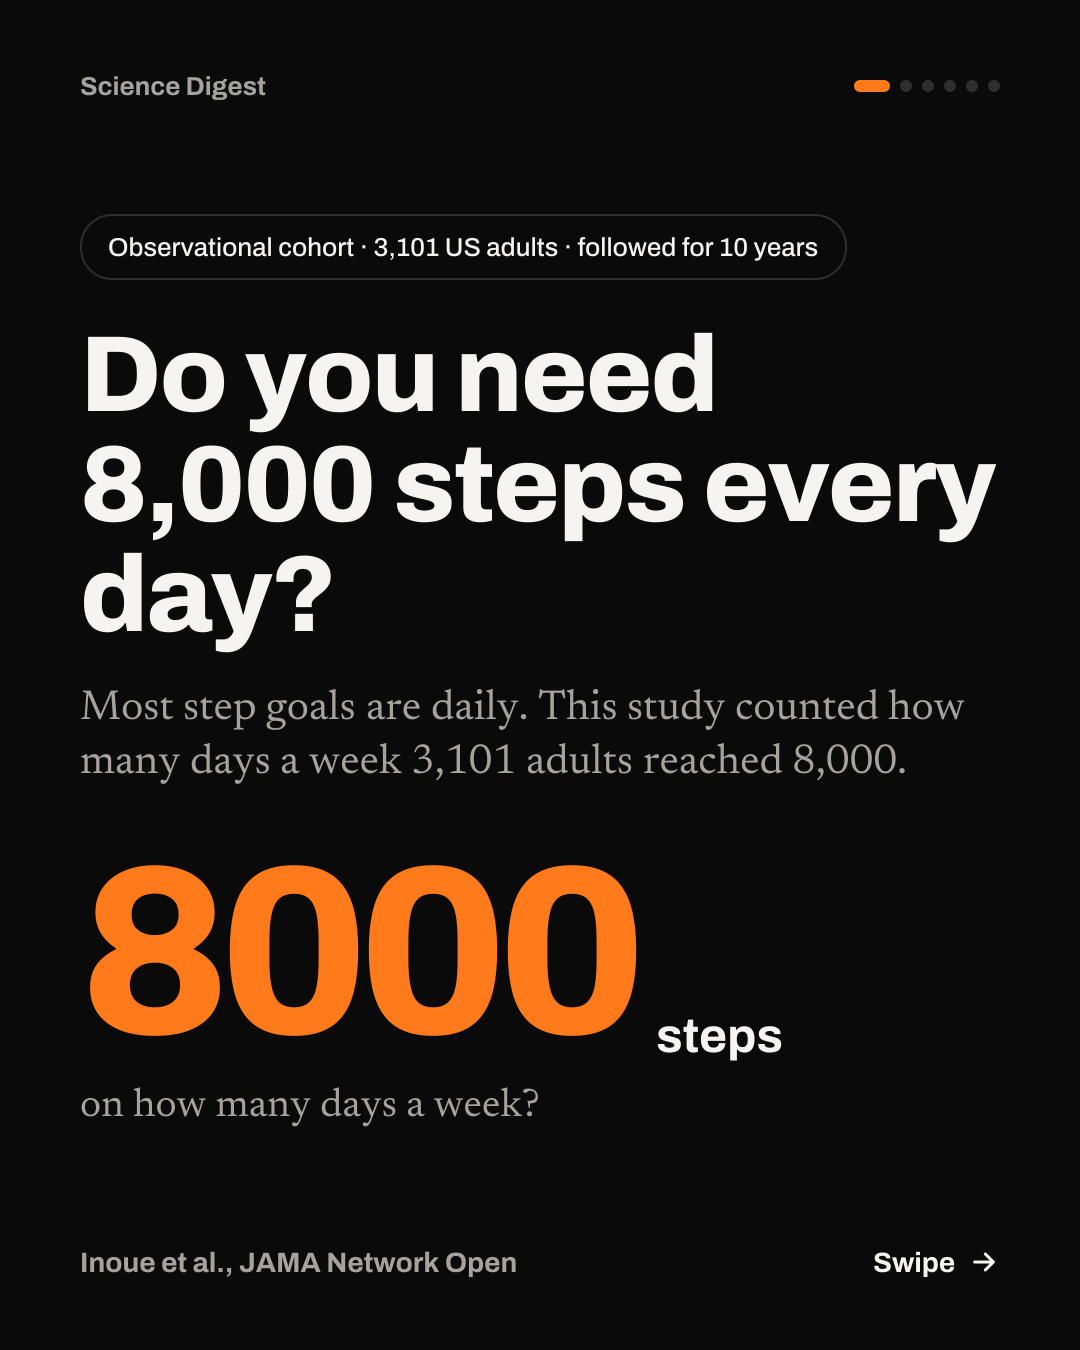 Science Digest
Observational cohort · 3,101 US adults · followed for 10 years
Do you need
8,000 steps every
day?
Most step goals are daily. This study counted how
many days a week 3,101 adults reached 8,000.
8000 steps
on how many days a week?
Inoue et al., JAMA Network Open
Swipe →